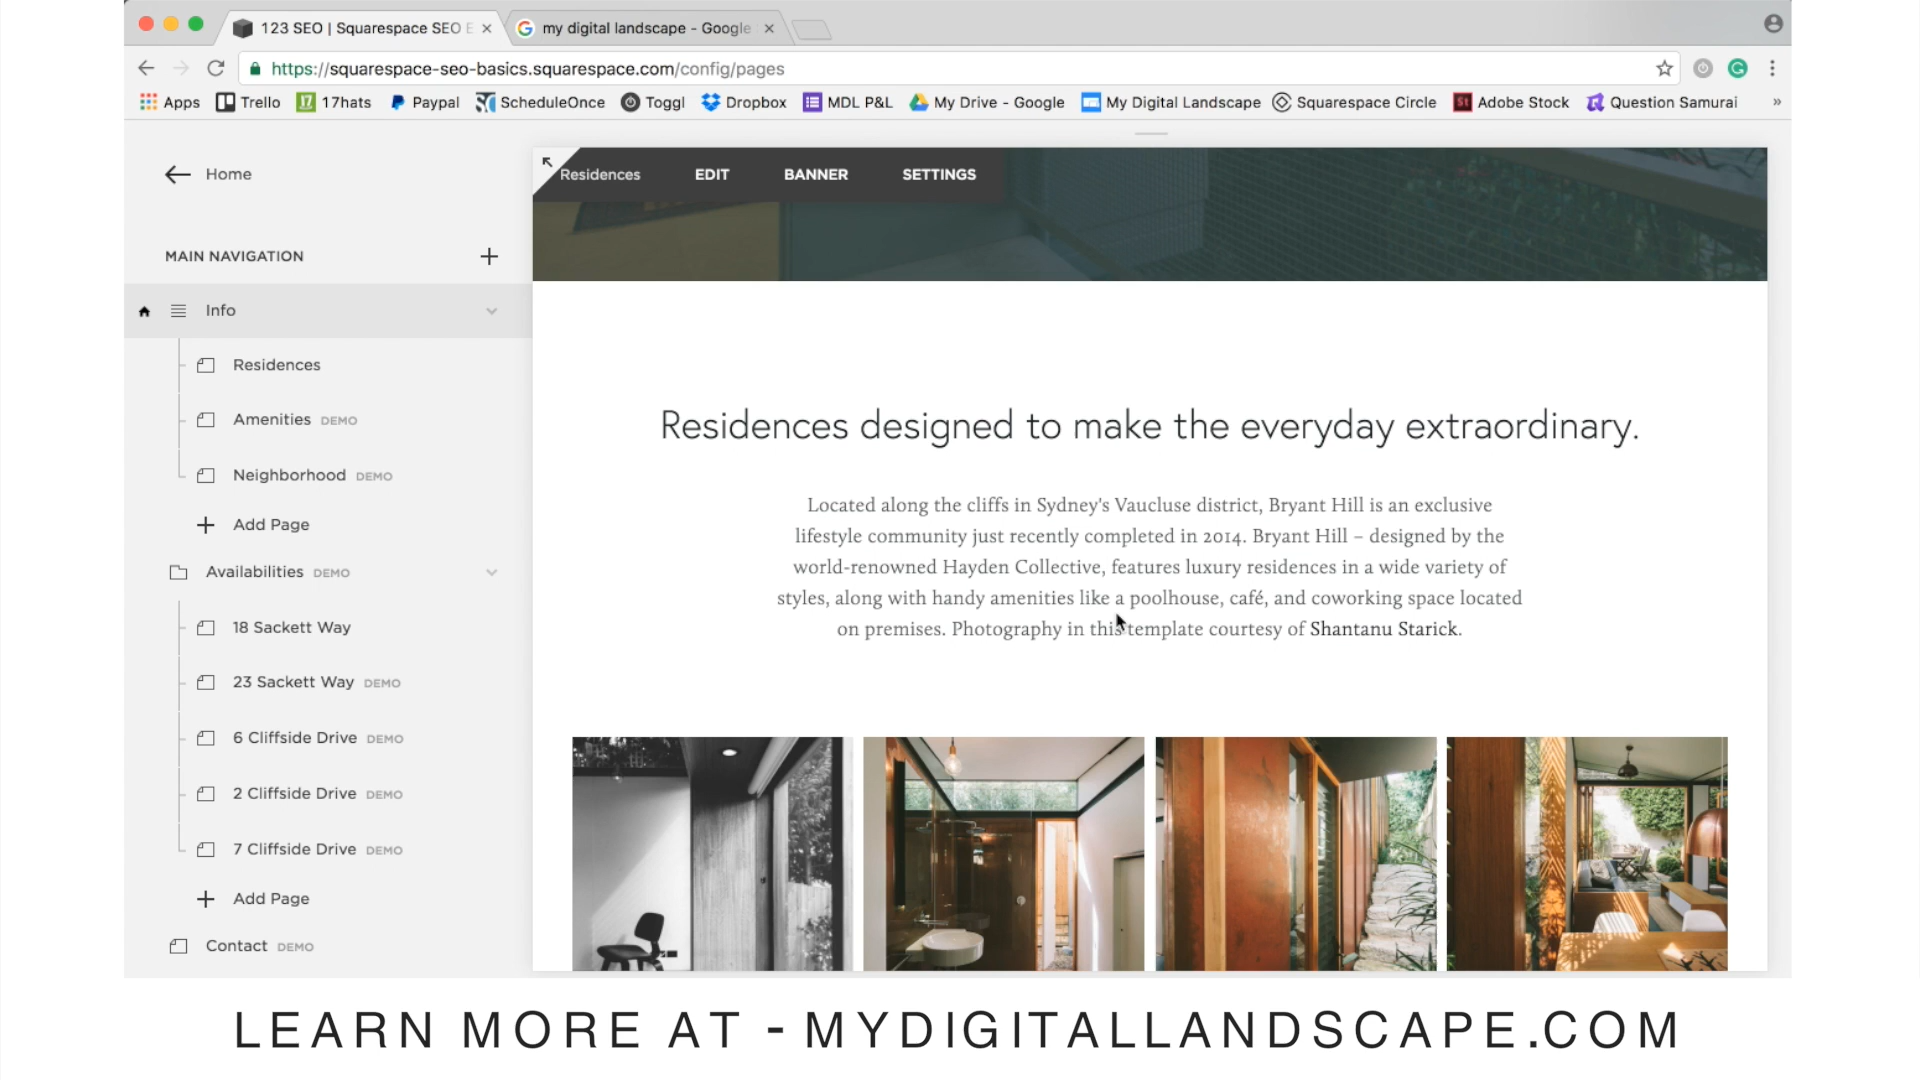 123 SEO | Squarespace SEO E
my digital landscape - Google
https://squarespace-seo-basics.squarespace.com/config/pages
Apps Trello 17hats Paypal ScheduleOnce Toggl Dropbox MDL P&L My Drive - Google My Digital Landscape Squarespace Circle Adobe Stock Question Samurai »
Home
Residences EDIT BANNER SETTINGS
MAIN NAVIGATION
Info
Residences
Amenities DEMO
Neighborhood DEMO
Add Page
Availabilities DEMO
18 Sackett Way
23 Sackett Way DEMO
6 Cliffside Drive DEMO
2 Cliffside Drive DEMO
7 Cliffside Drive DEMO
Add Page
Contact DEMO
Residences designed to make the everyday extraordinary.
Located along the cliffs in Sydney's Vaucluse district, Bryant Hill is an exclusive
lifestyle community just recently completed in 2014. Bryant Hill – designed by the
world-renowned Hayden Collective, features luxury residences in a wide variety of
styles, along with handy amenities like a poolhouse, café, and coworking space located
on premises. Photography in this template courtesy of Shantanu Starick.
LEARN MORE AT - MYDIGITALLANDSCAPE.COM